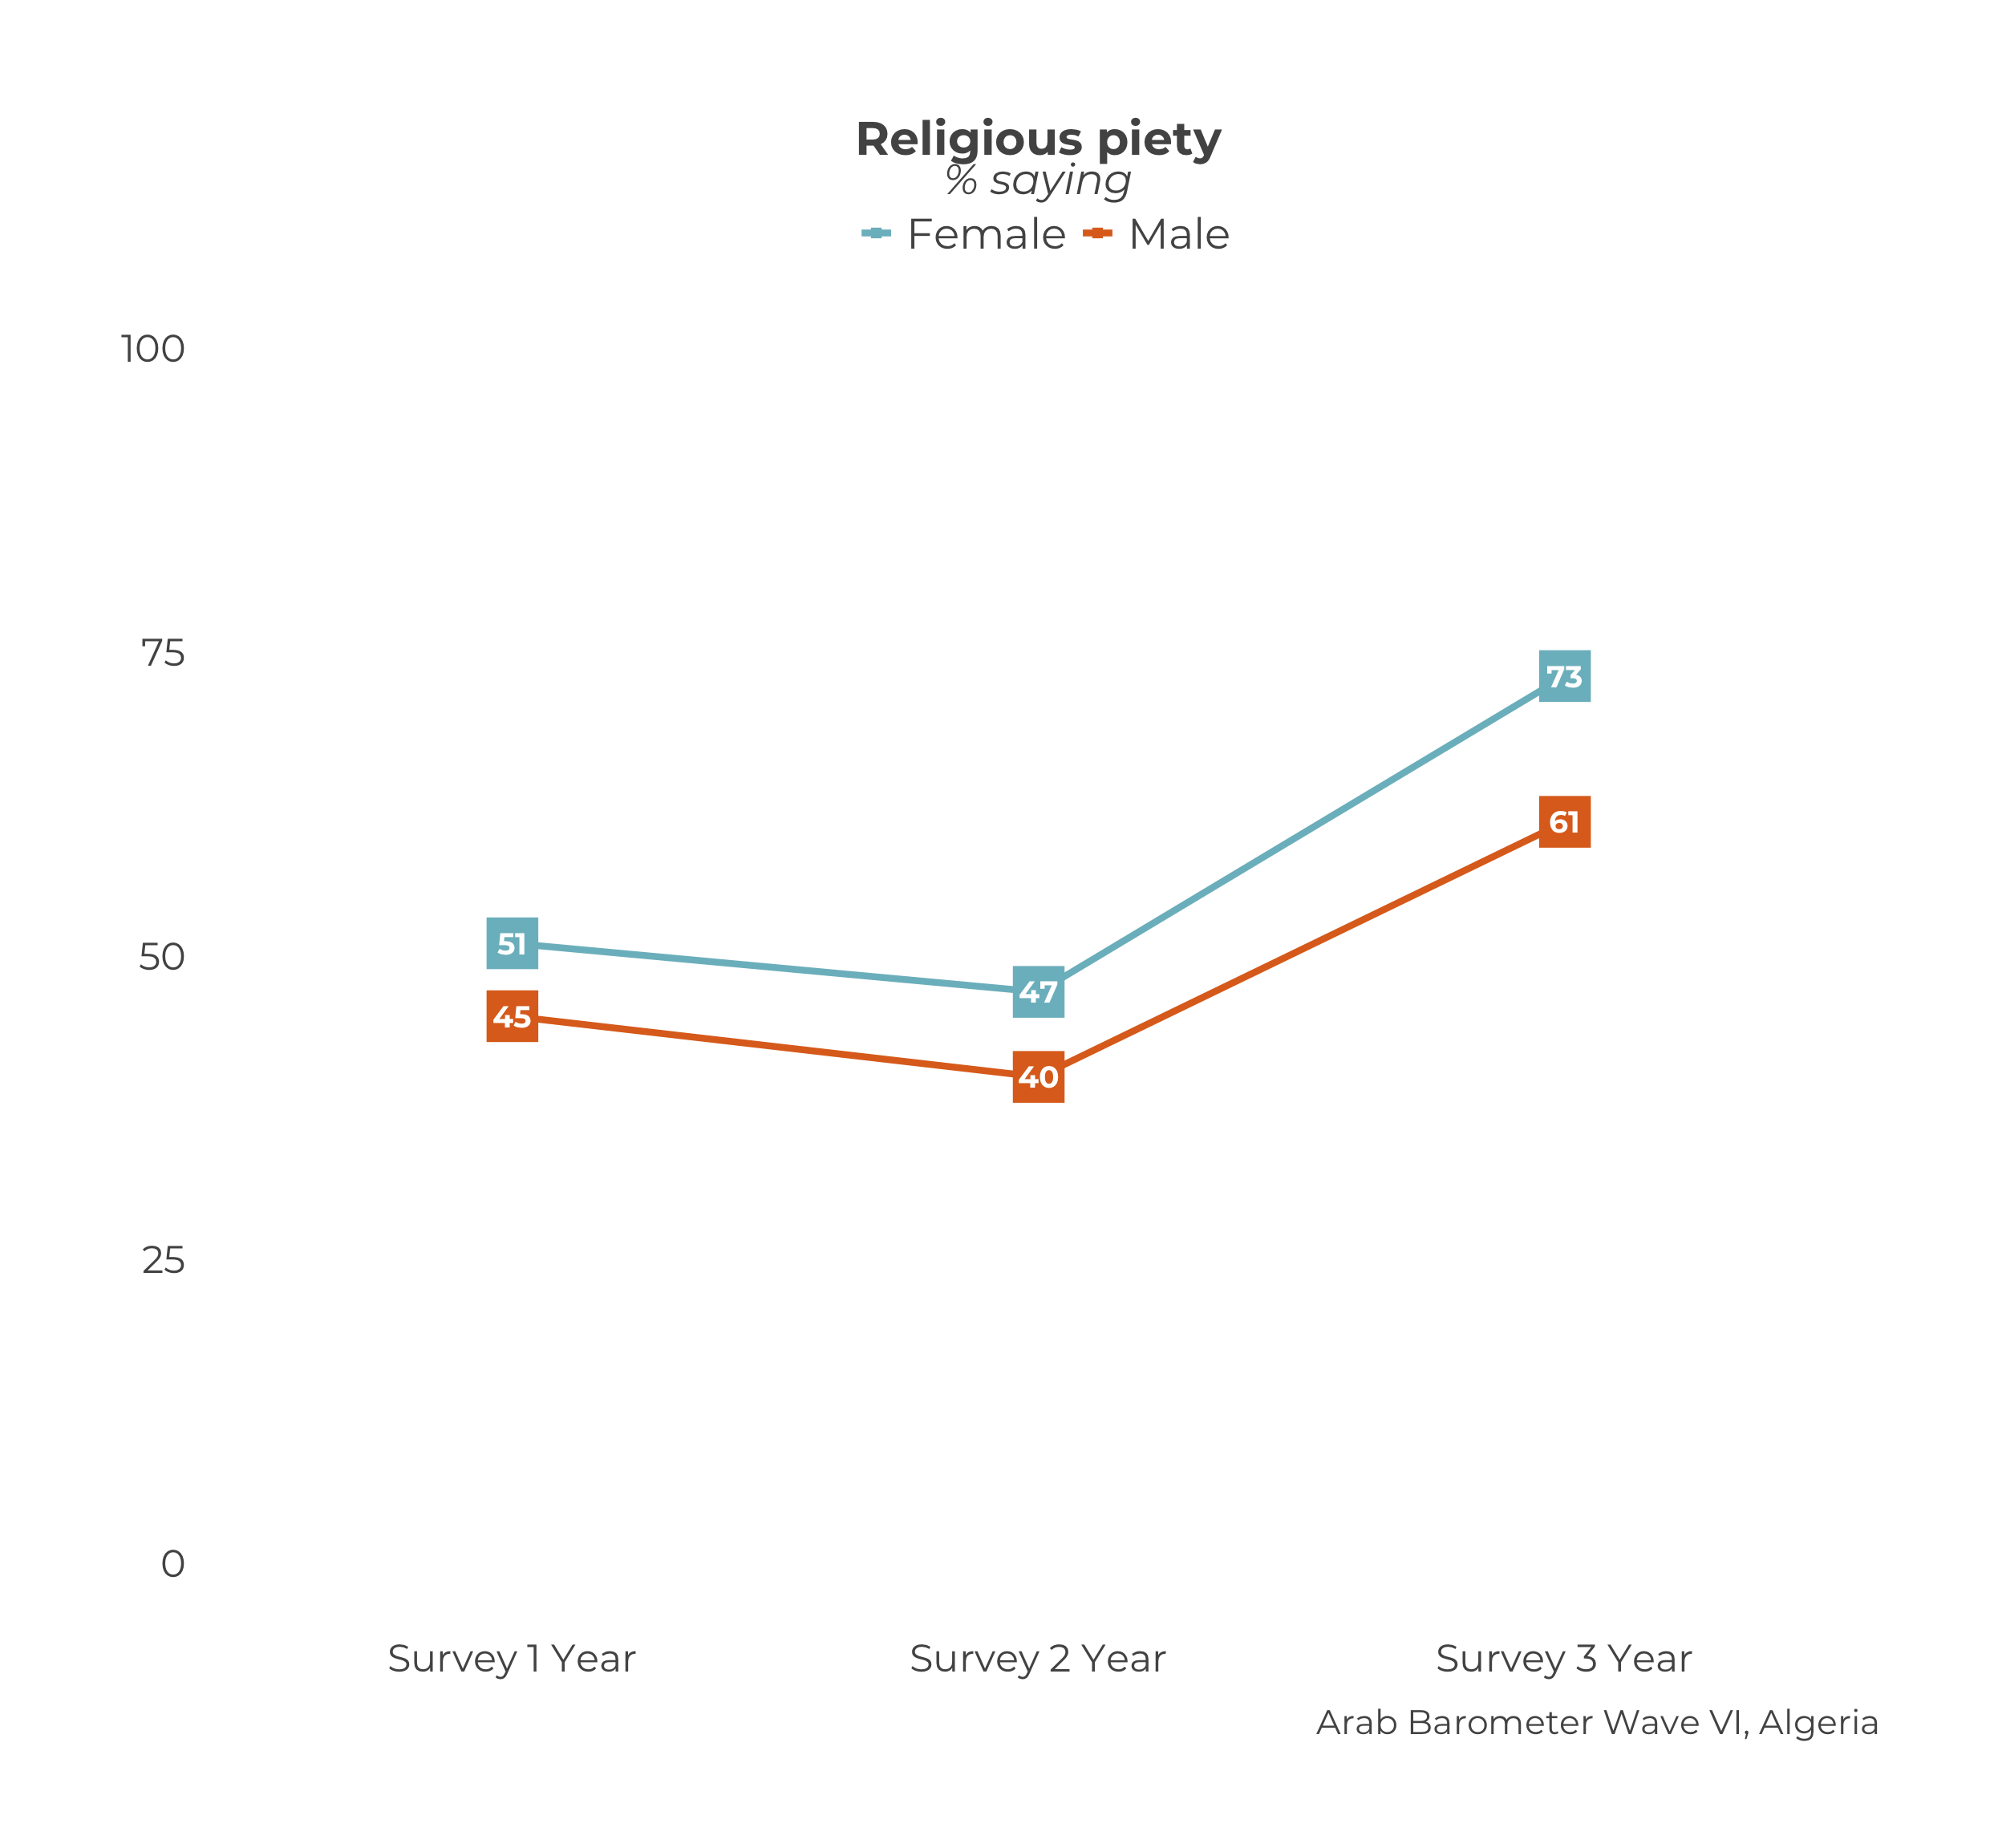 Religious piety
% saying
Female Male
100
75
73
61
51
50
47
45
40
25
0
Survey 1 Year Survey 2 Year Survey 3 Year
Arab Barometer Wave VI, Algeria